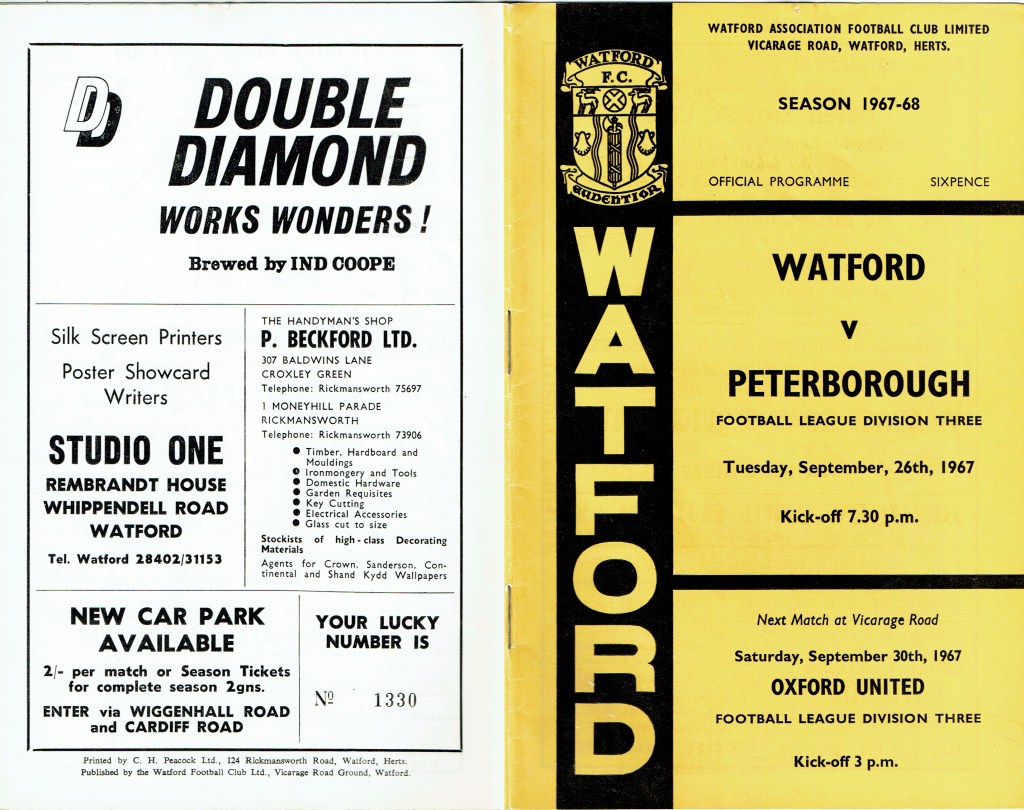 DD
DOUBLE
DIAMOND
WORKS WONDERS!
Brewed by IND COOPE
Silk Screen Printers
Poster Showcard
Writers
STUDIO ONE
REMBRANDT HOUSE
WHIPPENDELL ROAD
WATFORD
Tel. Watford 28402/31153
THE HANDYMAN'S SHOP
P. BECKFORD LTD.
307 BALDWINS LANE
CROXLEY GREEN
Telephone: Rickmansworth 75697
1 MONEYHILL PARADE
RICKMANSWORTH
Telephone: Rickmansworth 73906
● Timber, Hardboard and
Mouldings
● Ironmongery and Tools
● Domestic Hardware
● Garden Requisites
● Key Cutting
● Electrical Accessories
● Glass cut to size
Stockists of high-class Decorating
Materials
Agents for Crown, Sanderson, Con-
tinental and Shand Kydd Wallpapers
NEW CAR PARK
AVAILABLE
2/- per match or Season Tickets
for complete season 2gns.
ENTER via WIGGENHALL ROAD
and CARDIFF ROAD
YOUR LUCKY
NUMBER IS
Nº 1330
Printed by C. H. Peacock Ltd., 124 Rickmansworth Road, Watford, Herts.
Published by the Watford Football Club Ltd., Vicarage Road Ground, Watford.
WATFORD
F.C.
audentior
WATFORD
WATFORD ASSOCIATION FOOTBALL CLUB LIMITED
VICARAGE ROAD, WATFORD, HERTS.
SEASON 1967-68
OFFICIAL PROGRAMME SIXPENCE
WATFORD
v
PETERBOROUGH
FOOTBALL LEAGUE DIVISION THREE
Tuesday, September, 26th, 1967
Kick-off 7.30 p.m.
Next Match at Vicarage Road
Saturday, September 30th, 1967
OXFORD UNITED
FOOTBALL LEAGUE DIVISION THREE
Kick-off 3 p.m.